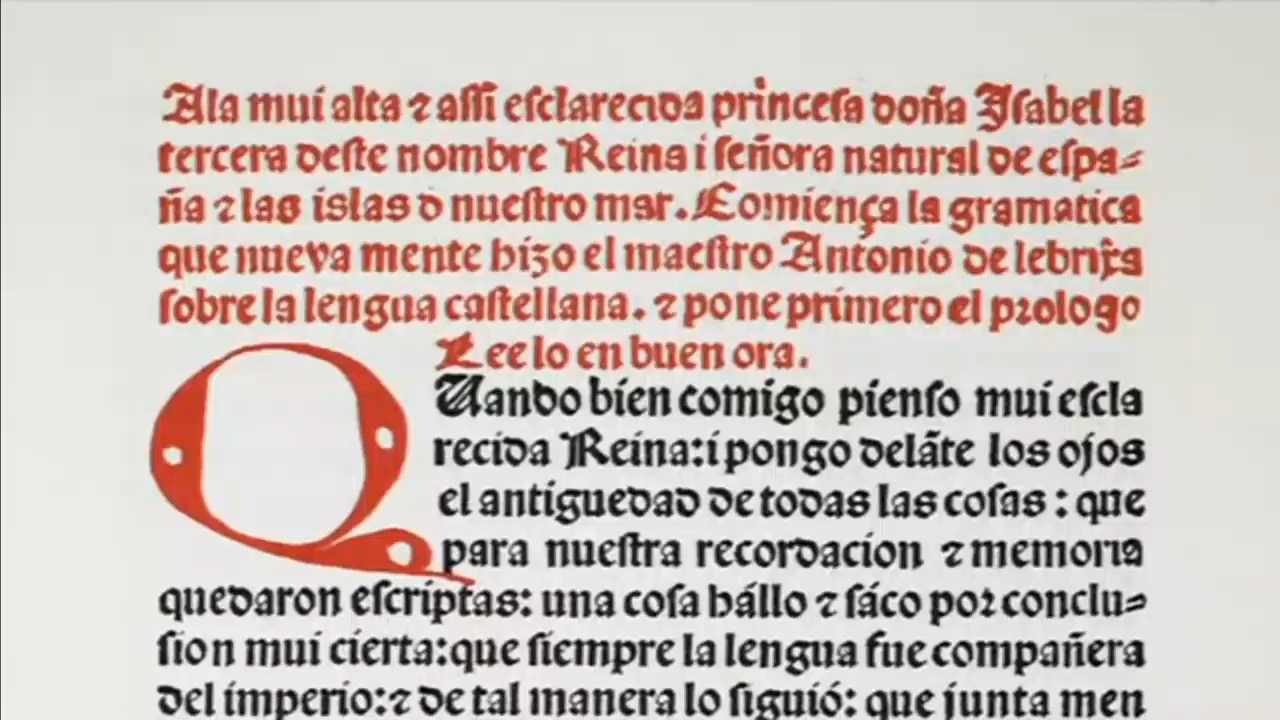 Ala mui alta ⁊ aſſi eſclarecida princeſa doña Iſabel la
tercera deſte nombre Reina i ſeñora natural de eſpa⸗
ña ⁊ las islas d nueſtro mar. Comiença la gramatica
que nueva mente hizo el maeſtro Antonio de lebrixa
ſobre la lengua caſtellana. ⁊ pone primero el prologo
Lee lo en buen ora.
QUando bien comigo pienſo mui eſcla
recida Reina: i pongo delãte los ojos
el antiguedad de todas las coſas : que
para nueſtra recordacion ⁊ memoria
quedaron eſcriptas: una coſa hállo ⁊ ſáco por conclu⸗
ſion mui cierta: que ſiempre la lengua fue compañera
del imperio: ⁊ de tal manera lo ſiguió: que junta men